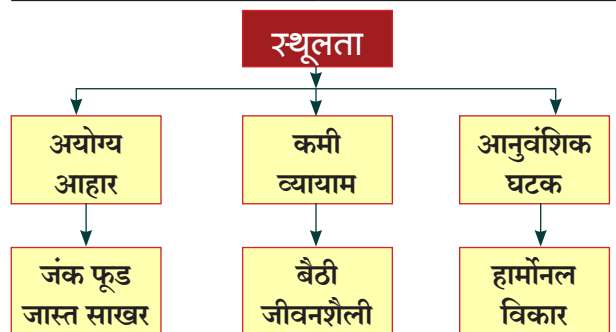 स्थूलता
अयोग्य
आहार
कमी
व्यायाम
आनुवंशिक
घटक
जंक फूड
जास्त साखर
बैठी
जीवनशैली
हार्मोनल
विकार